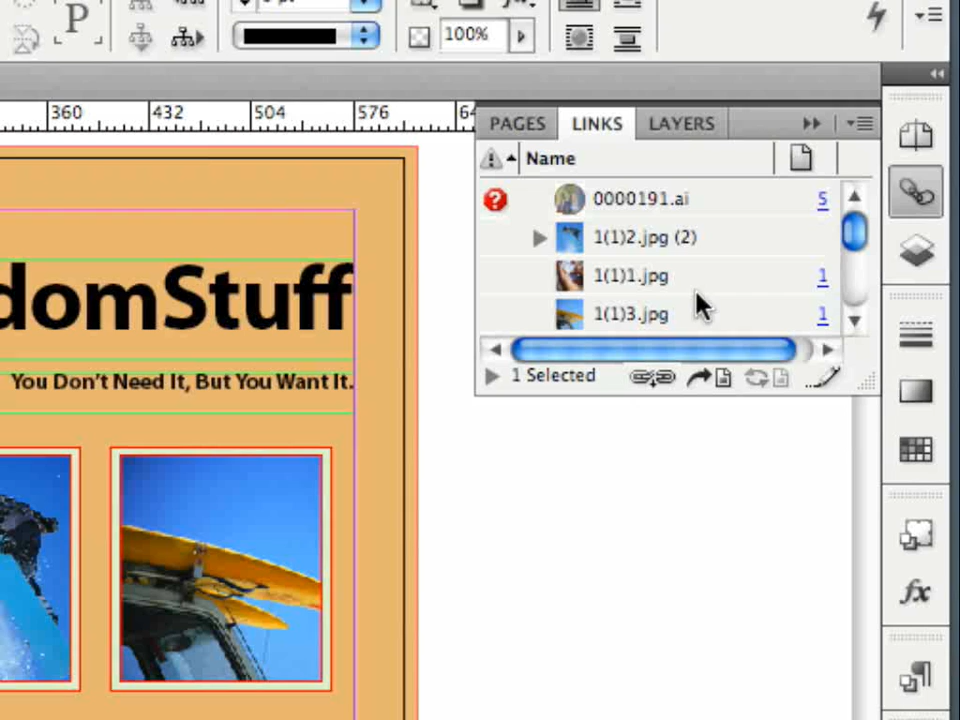 P
100%
360 432 504 576
PAGES LINKS LAYERS
Name
0000191.ai 5
1(1)2.jpg (2)
1(1)1.jpg 1
1(1)3.jpg 1
1 Selected
domStuff
You Don't Need It, But You Want It.
fx